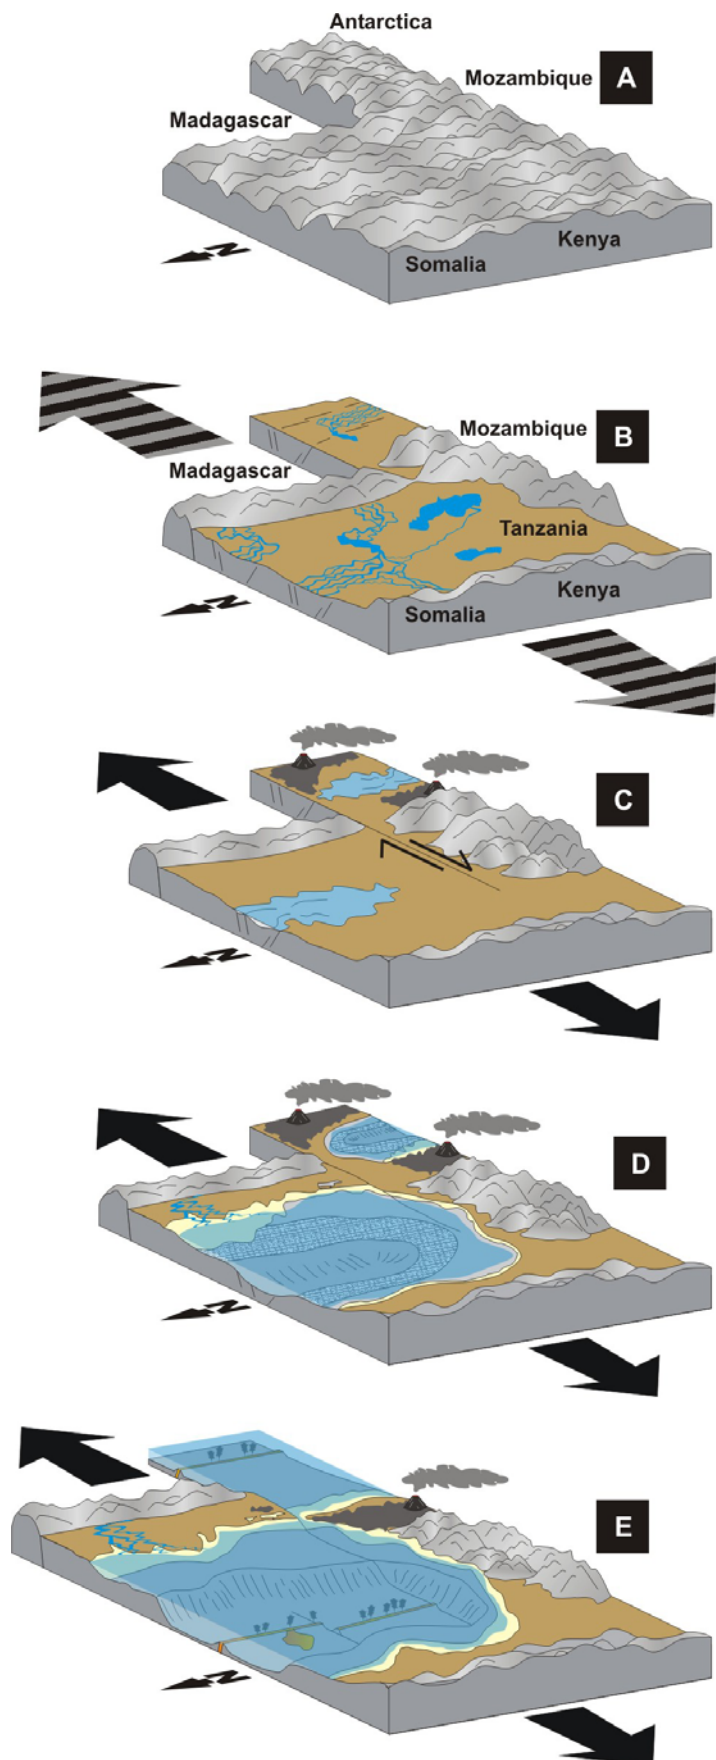 Antarctica
Mozambique
A
Madagascar
Kenya
Somalia
N
Mozambique
B
Madagascar
Tanzania
Kenya
Somalia
N
C
N
D
N
E
N